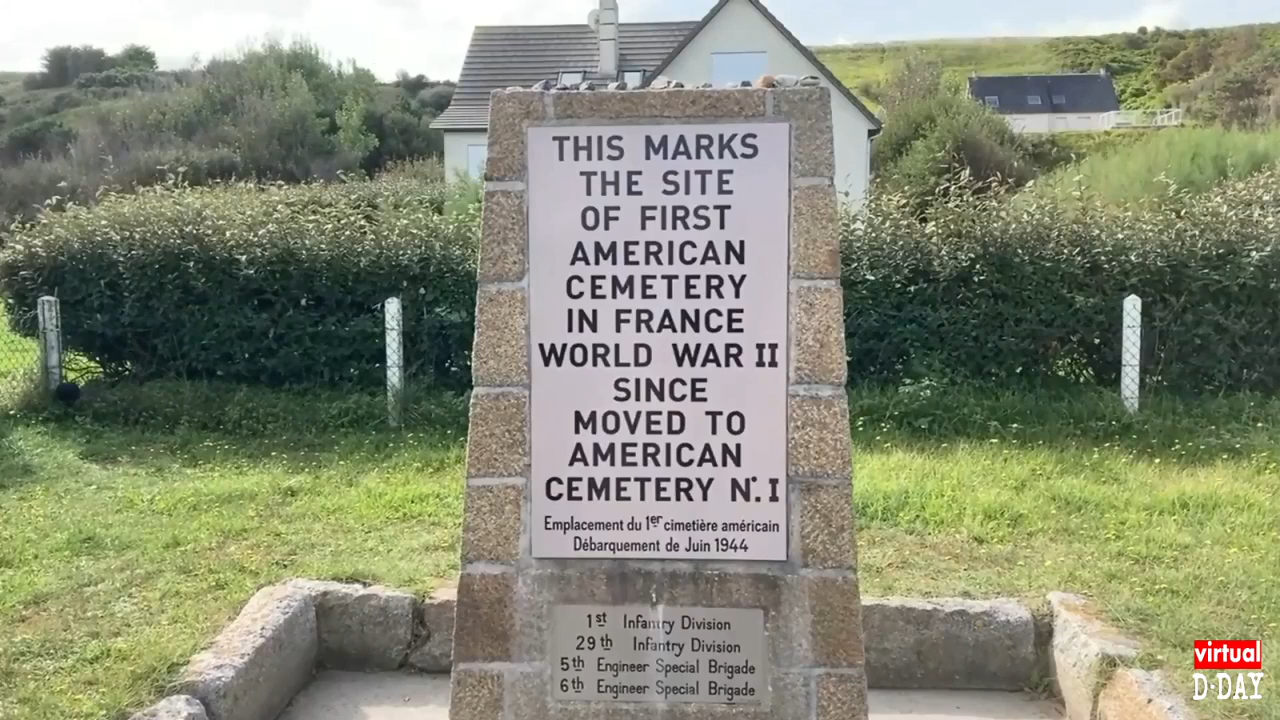 THIS MARKS
THE SITE
OF FIRST
AMERICAN
CEMETERY
IN FRANCE
WORLD WAR II
SINCE
MOVED TO
AMERICAN
CEMETERY N°. I
Emplacement du 1er cimetière américain
Débarquement de Juin 1944
1st Infantry Division
29th Infantry Division
5th Engineer Special Brigade
6th Engineer Special Brigade
virtual
D-DAY